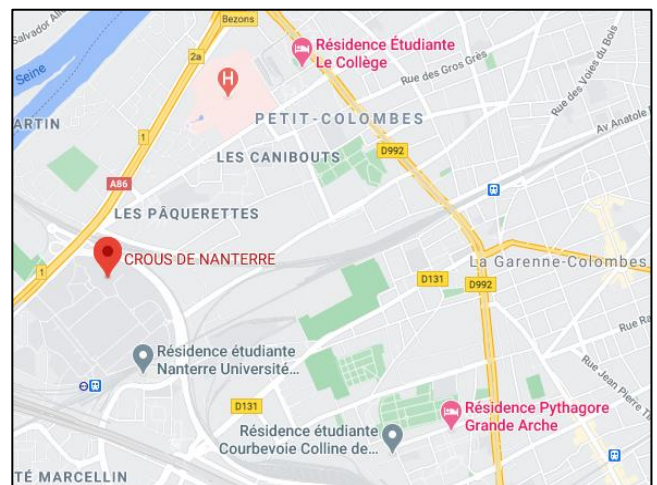 Bezons
Salvador
Seine
2a
H
Résidence Étudiante
Le Collège
Rue des Gros Grès
Rue des Voies du Bois
PETIT-COLOMBES
Av Anatole
ARTIN
1
LES CANIBOUTS
D992
A86
LES PÂQUERETTES
CROUS DE NANTERRE
1
La Garenne-Colombes
D131
D992
Résidence étudiante
Nanterre Université...
Rue Ra
Rue Jean Pierre Ti
D131
Résidence Pythagore
Grande Arche
Résidence étudiante
Courbevoie Colline de...
TÉ MARCELLIN